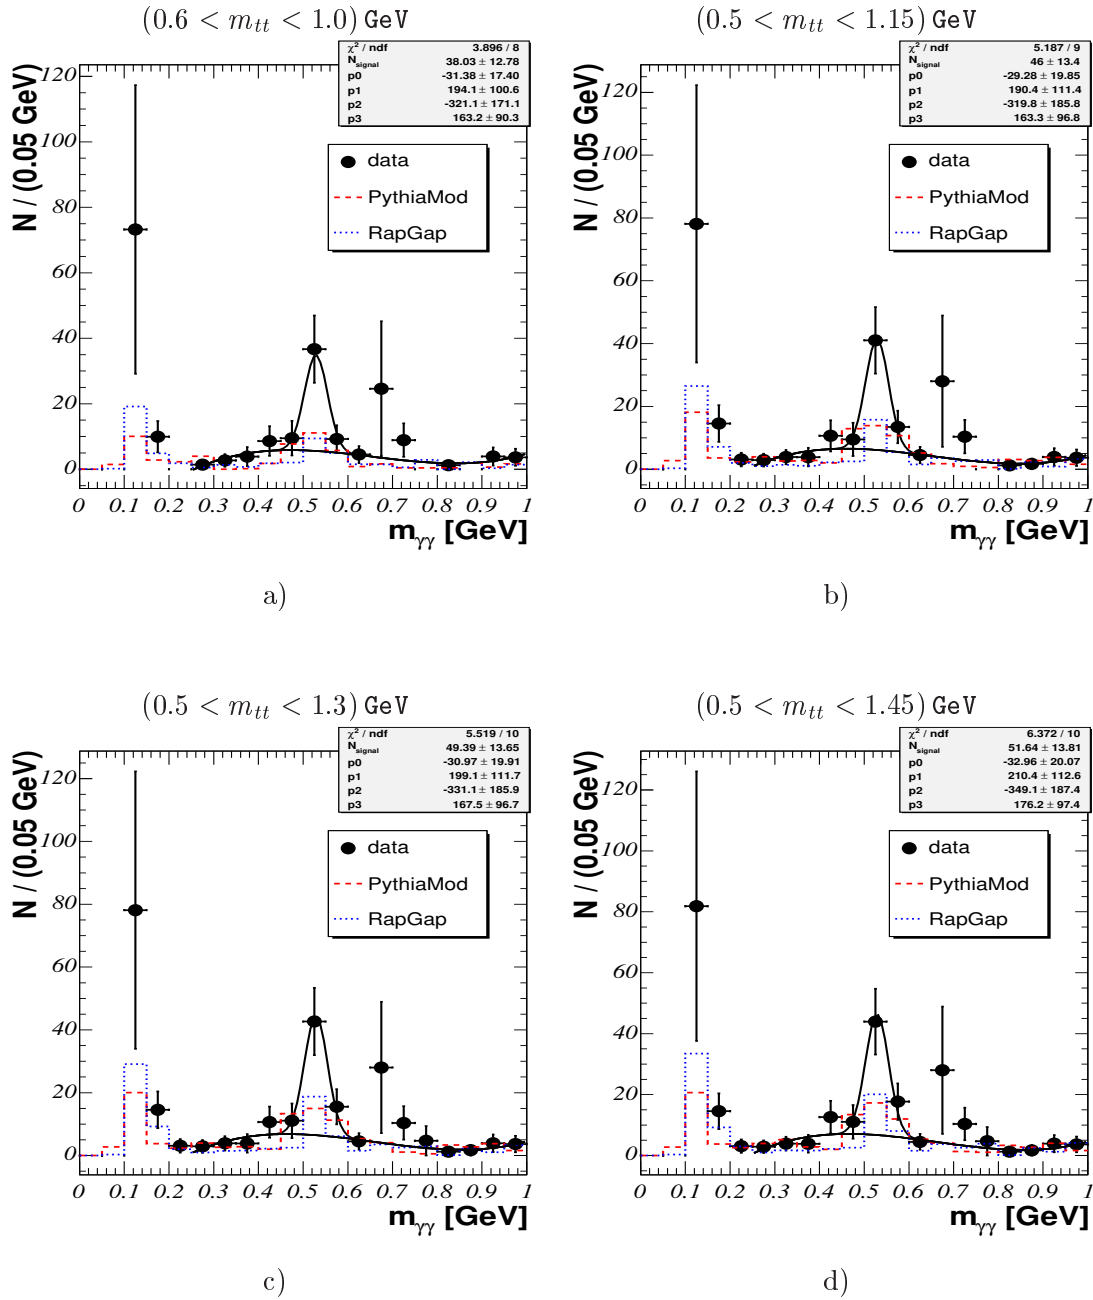 (0.6 < m_tt < 1.0) GeV
χ² / ndf 3.896 / 8
N_signal 38.03 ± 12.78
p0 -31.38 ± 17.40
p1 194.1 ± 100.6
p2 -321.1 ± 171.1
p3 163.2 ± 90.3
N / (0.05 GeV)
120
100
80
60
40
20
0
data
PythiaMod
RapGap
0 0.1 0.2 0.3 0.4 0.5 0.6 0.7 0.8 0.9 1
m_γγ [GeV]
a)
(0.5 < m_tt < 1.15) GeV
χ² / ndf 5.187 / 9
N_signal 46 ± 13.4
p0 -29.28 ± 19.85
p1 190.4 ± 111.4
p2 -319.8 ± 185.8
p3 163.3 ± 96.8
N / (0.05 GeV)
120
100
80
60
40
20
0
data
PythiaMod
RapGap
0 0.1 0.2 0.3 0.4 0.5 0.6 0.7 0.8 0.9 1
m_γγ [GeV]
b)
(0.5 < m_tt < 1.3) GeV
χ² / ndf 5.519 / 10
N_signal 49.39 ± 13.65
p0 -30.97 ± 19.91
p1 199.1 ± 111.7
p2 -331.1 ± 185.9
p3 167.5 ± 96.7
N / (0.05 GeV)
120
100
80
60
40
20
0
data
PythiaMod
RapGap
0 0.1 0.2 0.3 0.4 0.5 0.6 0.7 0.8 0.9 1
m_γγ [GeV]
c)
(0.5 < m_tt < 1.45) GeV
χ² / ndf 6.372 / 10
N_signal 51.64 ± 13.81
p0 -32.96 ± 20.07
p1 210.4 ± 112.6
p2 -349.1 ± 187.4
p3 176.2 ± 97.4
N / (0.05 GeV)
120
100
80
60
40
20
0
data
PythiaMod
RapGap
0 0.1 0.2 0.3 0.4 0.5 0.6 0.7 0.8 0.9 1
m_γγ [GeV]
d)